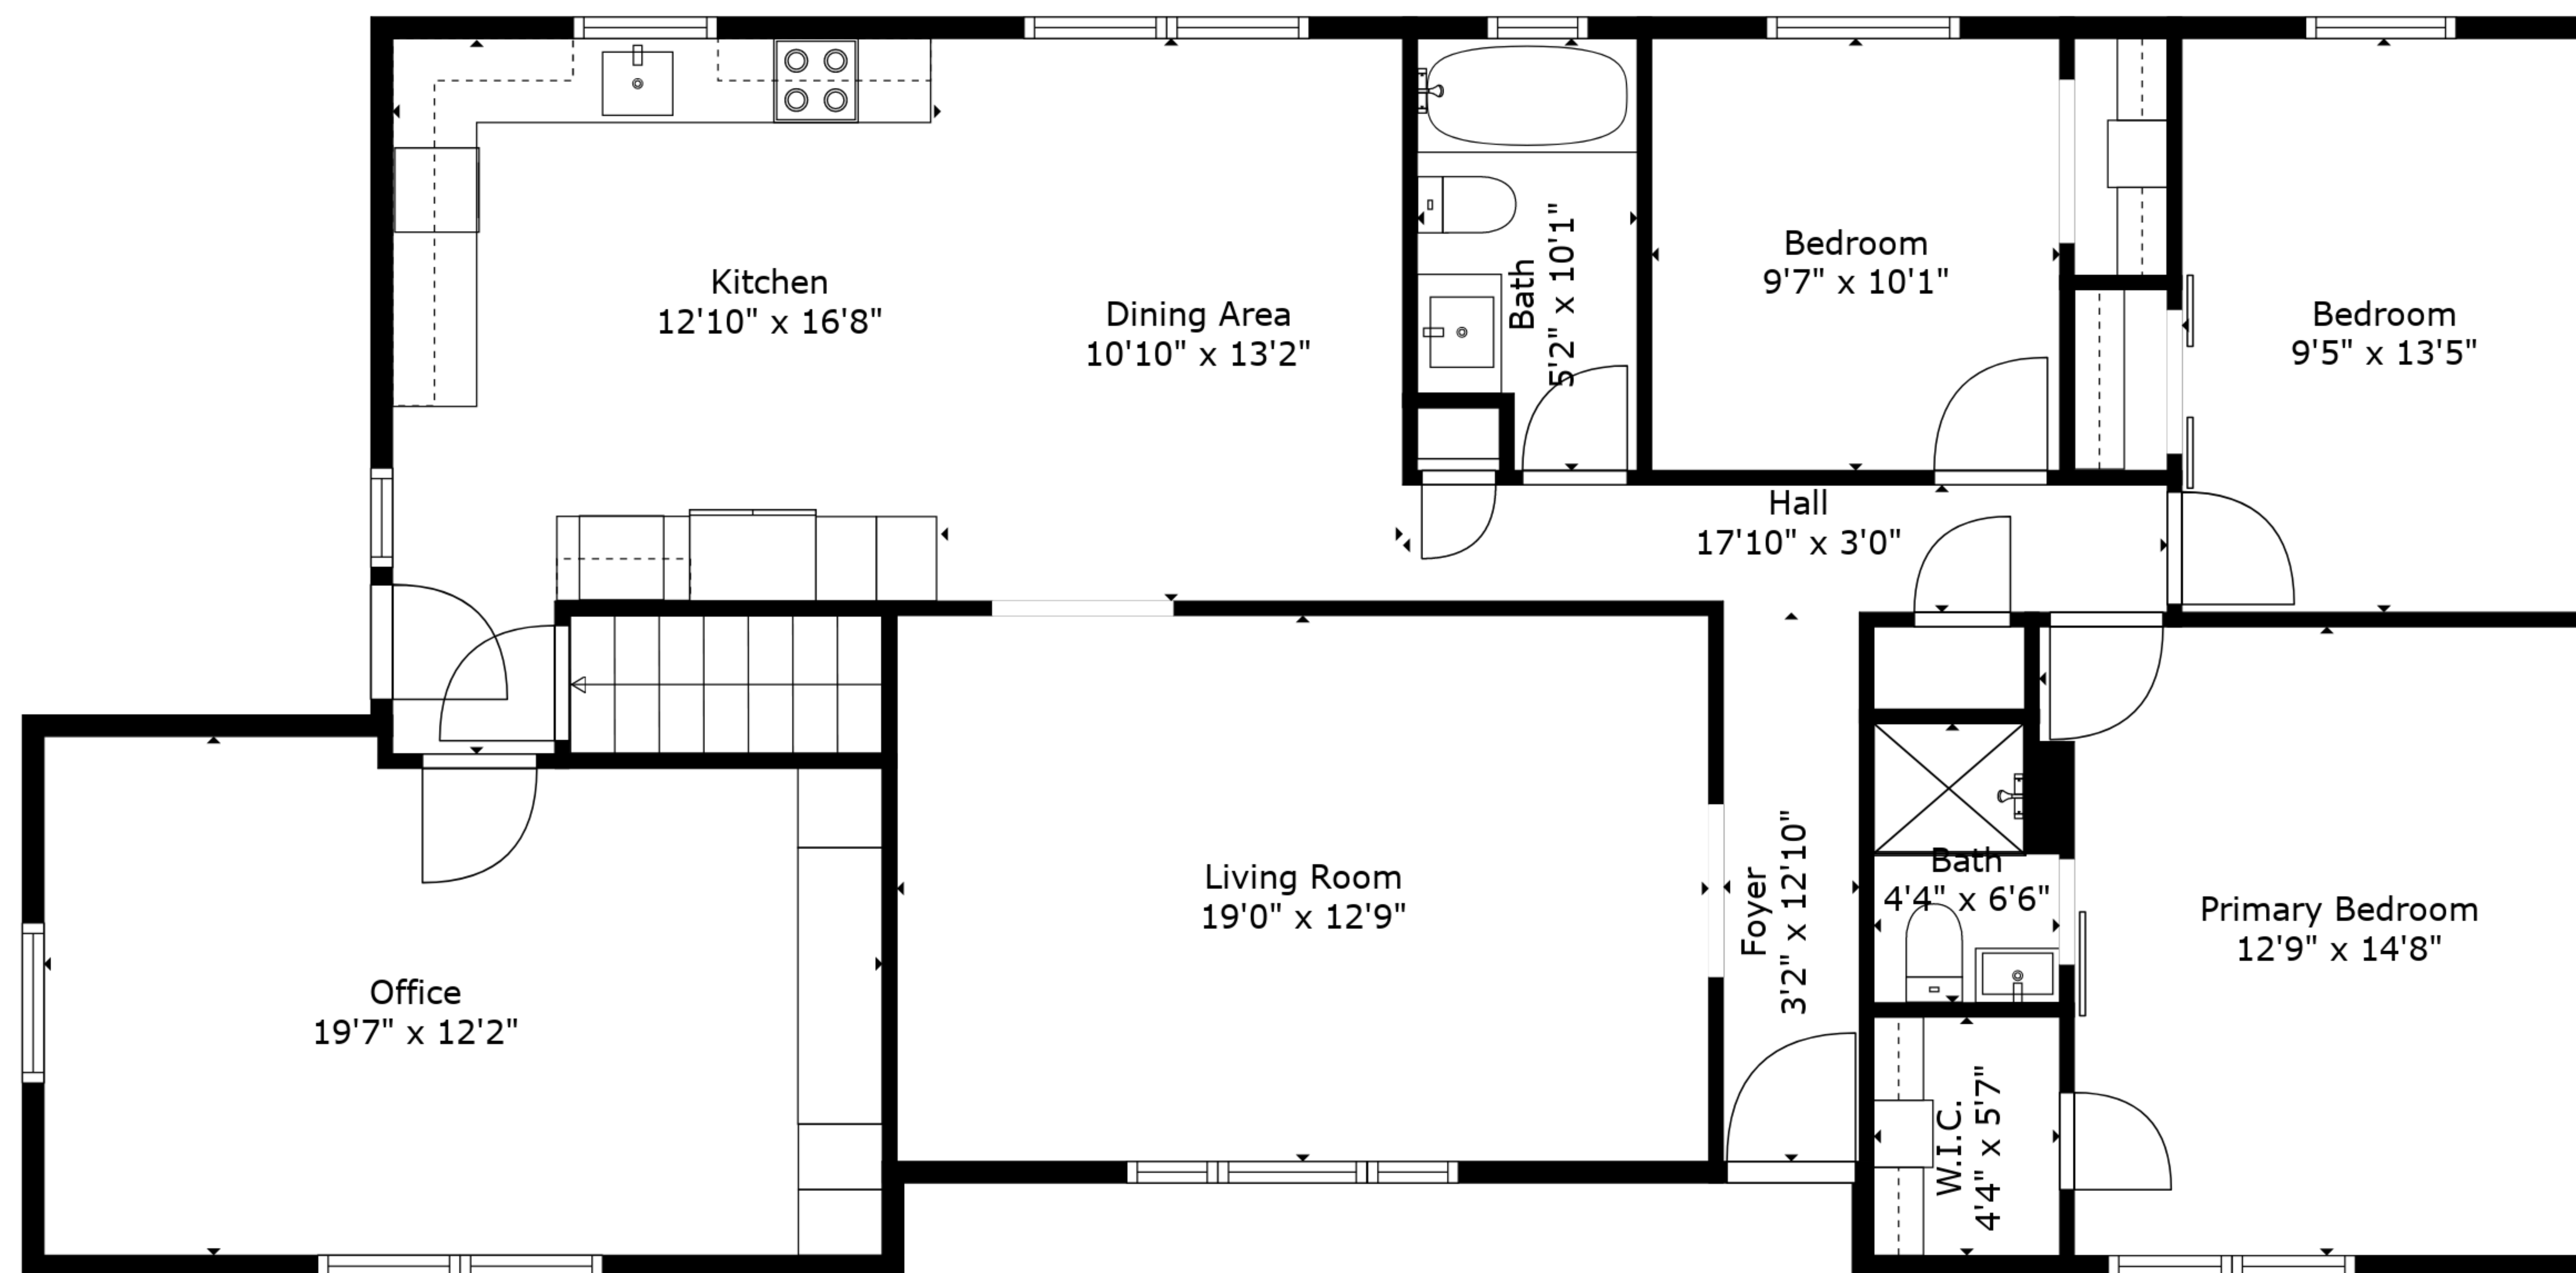 Kitchen
12'10" x 16'8"
Dining Area
10'10" x 13'2"
Bath
5'2" x 10'1"
Bedroom
9'7" x 10'1"
Bedroom
9'5" x 13'5"
Hall
17'10" x 3'0"
Living Room
19'0" x 12'9"
Foyer
3'2" x 12'10"
Bath
4'4" x 6'6"
Primary Bedroom
12'9" x 14'8"
Office
19'7" x 12'2"
W.I.C.
4'4" x 5'7"